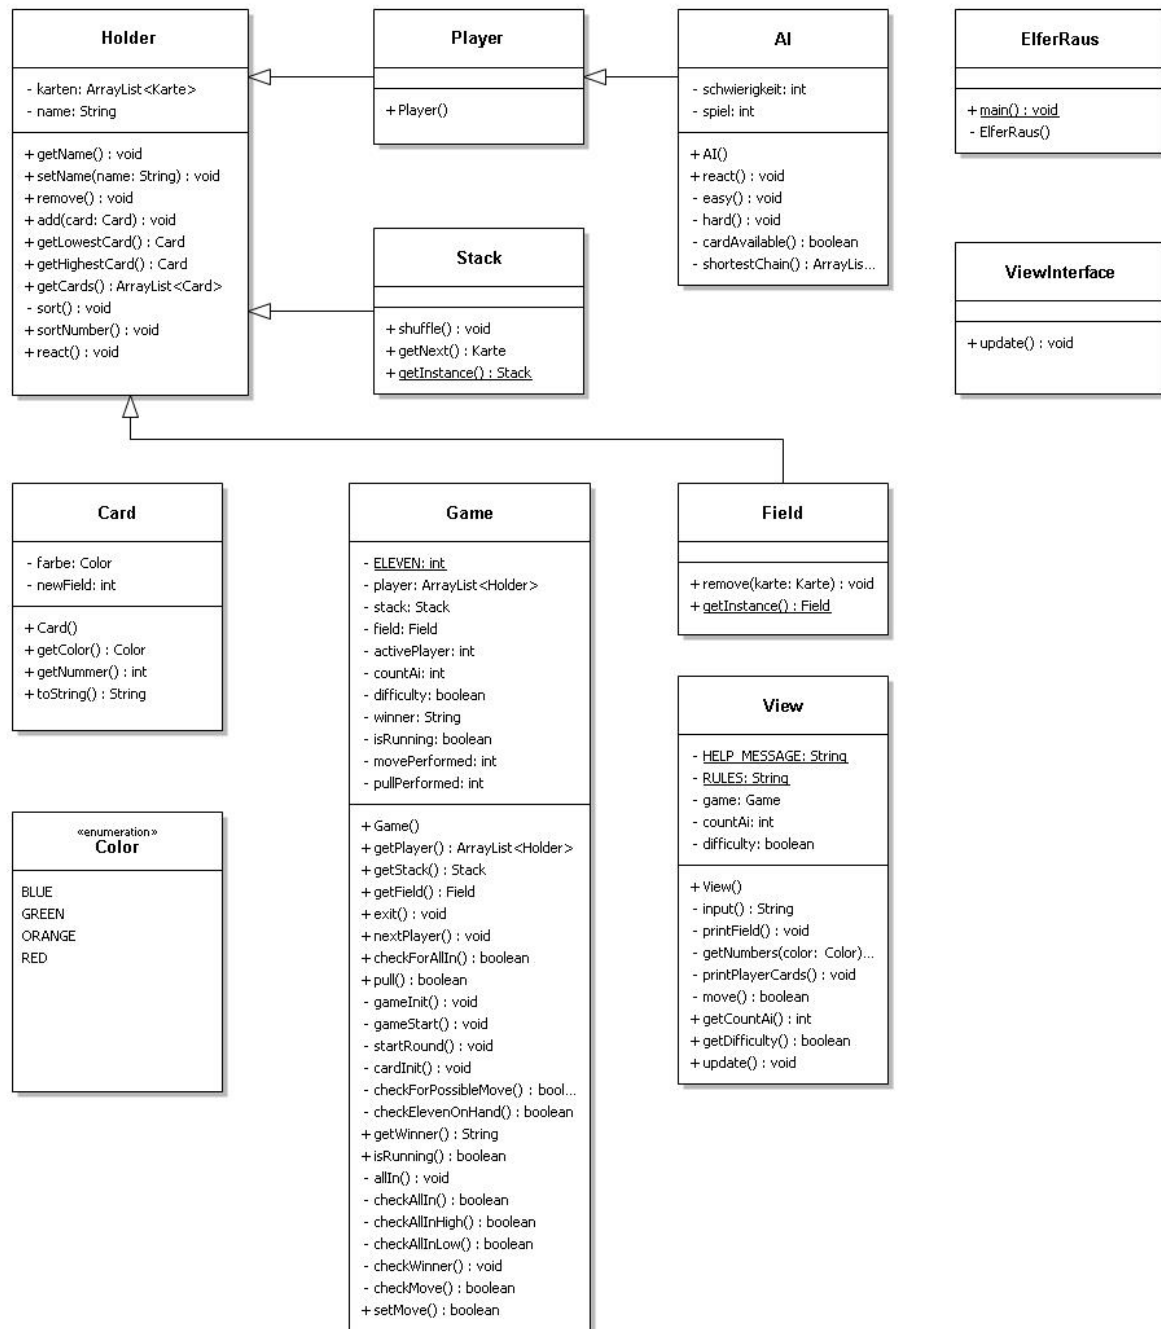 Holder
- karten: ArrayList<Karte>
- name: String
+ getName() : void
+ setName(name: String) : void
+ remove() : void
+ add(card: Card) : void
+ getLowestCard() : Card
+ getHighestCard() : Card
+ getCards() : ArrayList<Card>
- sort() : void
+ sortNumber() : void
+ react() : void
Player
+ Player()
AI
- schwierigkeit: int
- spiel: int
+ AI()
+ react() : void
- easy() : void
- hard() : void
- cardAvailable() : boolean
- shortestChain() : ArrayLis...
ElferRaus
+ main() : void
- ElferRaus()
Stack
+ shuffle() : void
+ getNext() : Karte
+ getInstance() : Stack
ViewInterface
+ update() : void
Card
- farbe: Color
- newField: int
+ Card()
+ getColor() : Color
+ getNummer() : int
+ toString() : String
Game
- ELEVEN: int
- player: ArrayList<Holder>
- stack: Stack
- field: Field
- activePlayer: int
- countAi: int
- difficulty: boolean
- winner: String
- isRunning: boolean
- movePerformed: int
- pullPerformed: int
+ Game()
+ getPlayer() : ArrayList<Holder>
+ getStack() : Stack
+ getField() : Field
+ exit() : void
+ nextPlayer() : void
+ checkForAllIn() : boolean
+ pull() : boolean
- gameInit() : void
- gameStart() : void
- startRound() : void
- cardInit() : void
- checkForPossibleMove() : bool...
- checkElevenOnHand() : boolean
+ getWinner() : String
+ isRunning() : boolean
- allIn() : void
- checkAllIn() : boolean
- checkAllInHigh() : boolean
- checkAllInLow() : boolean
- checkWinner() : void
- checkMove() : boolean
+ setMove() : boolean
Field
+ remove(karte: Karte) : void
+ getInstance() : Field
View
- HELP_MESSAGE: String
- RULES: String
- game: Game
- countAi: int
- difficulty: boolean
+ View()
- input() : String
- printField() : void
- getNumbers(color: Color)...
- printPlayerCards() : void
- move() : boolean
+ getCountAi() : int
+ getDifficulty() : boolean
+ update() : void
«enumeration»
Color
BLUE
GREEN
ORANGE
RED